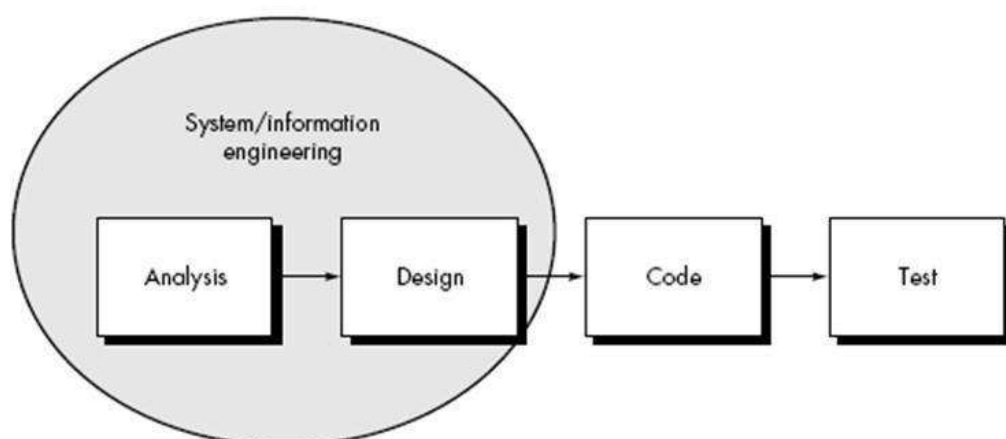 System/information
engineering
Analysis
Design
Code
Test